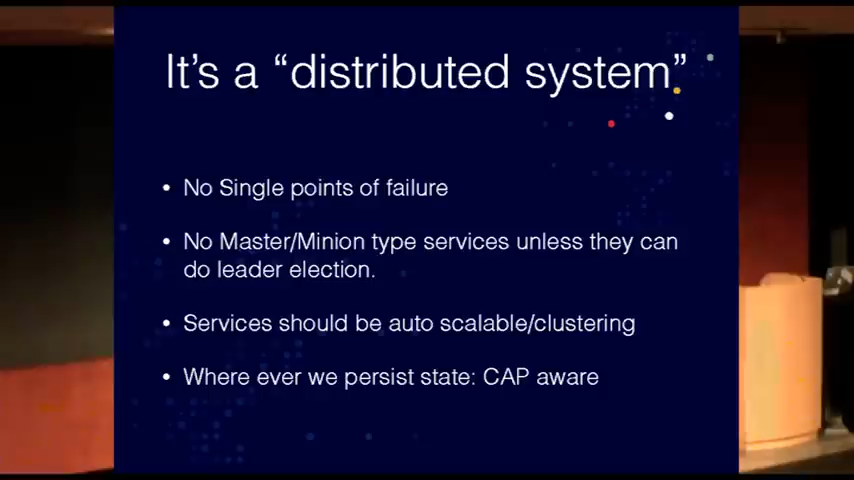 It's a “distributed system”
• No Single points of failure
• No Master/Minion type services unless they can
do leader election.
• Services should be auto scalable/clustering
• Where ever we persist state: CAP aware